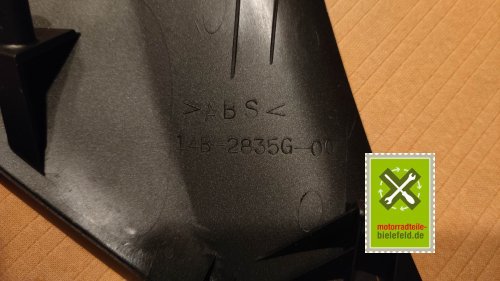 >ABS<
14B-2835G-00
motorradteile-
bielefeld.de